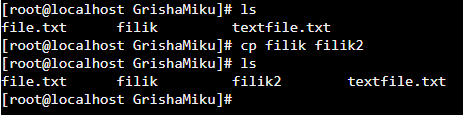 [root@localhost GrishaMiku]# ls
file.txt      filik         textfile.txt
[root@localhost GrishaMiku]# cp filik filik2
[root@localhost GrishaMiku]# ls
file.txt      filik         filik2        textfile.txt
[root@localhost GrishaMiku]#